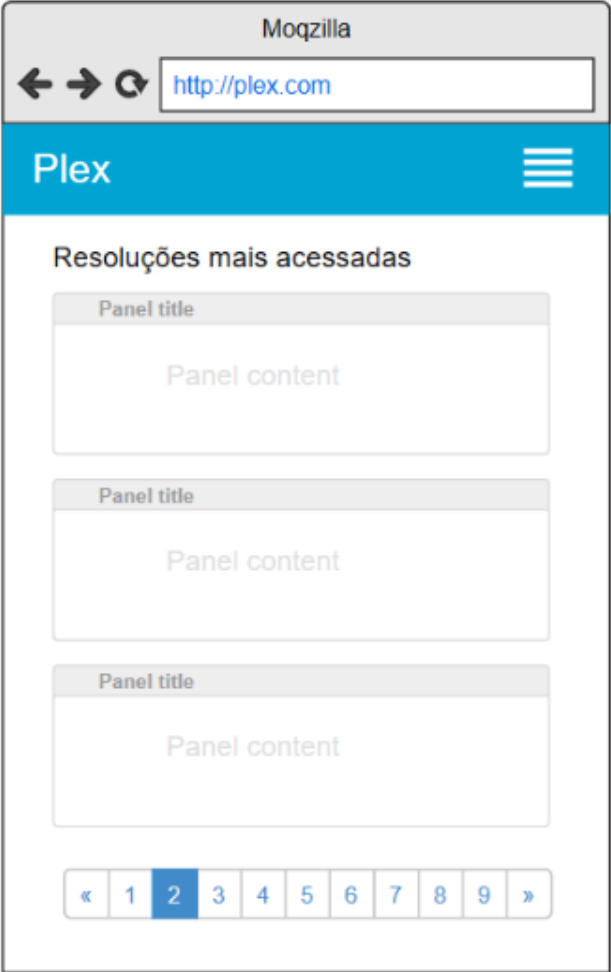 Moqzilla
http://plex.com
Plex
Resoluções mais acessadas
Panel title
Panel content
Panel title
Panel content
Panel title
Panel content
« 1 2 3 4 5 6 7 8 9 »